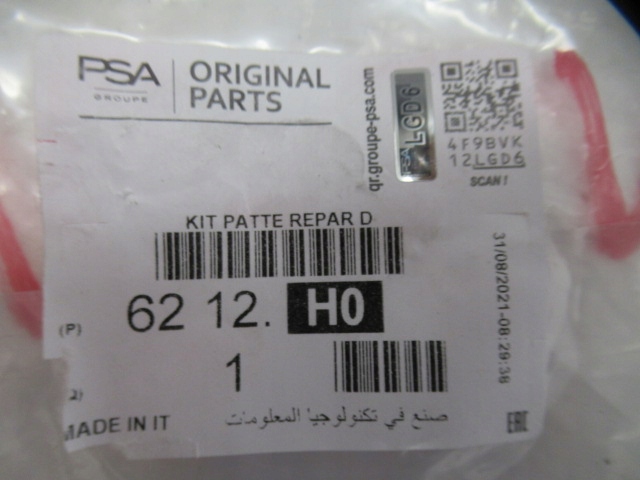 PSA
GROUPE
ORIGINAL
PARTS
qr.groupe-psa.com
PSA LGD6
4F9BVK
12LGD6
SCAN !
KIT PATTE REPAR D
31/08/2021-08:29:38
(P) 62 12. H0
1
MADE IN IT
صنع في تكنولوجيا المعلومات
EAC